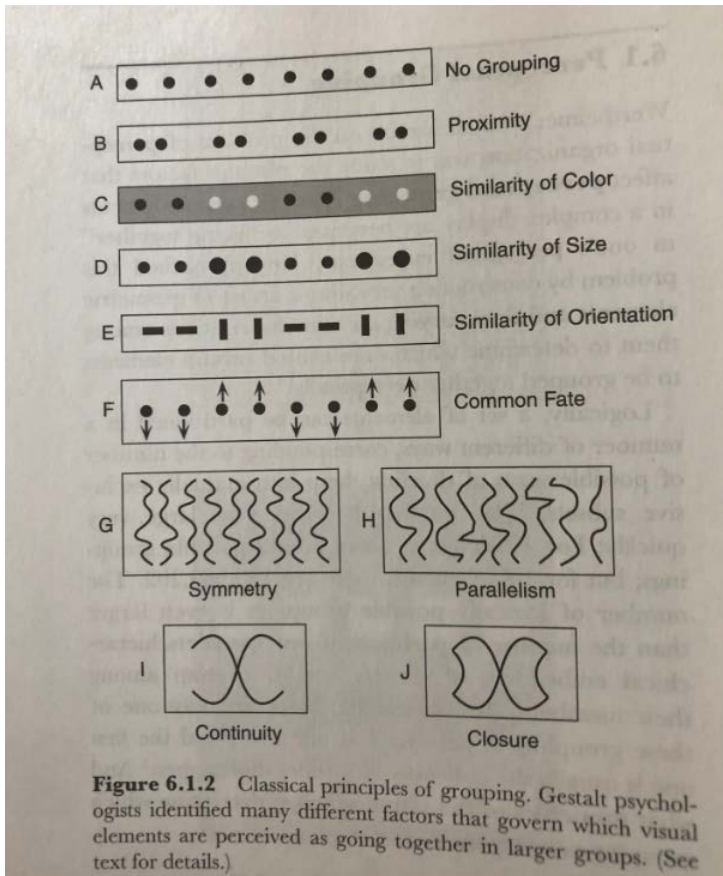 A No Grouping
B Proximity
C Similarity of Color
D Similarity of Size
E Similarity of Orientation
F Common Fate
G H
Symmetry Parallelism
I J
Continuity Closure
Figure 6.1.2 Classical principles of grouping. Gestalt psychol-
ogists identified many different factors that govern which visual
elements are perceived as going together in larger groups. (See
text for details.)